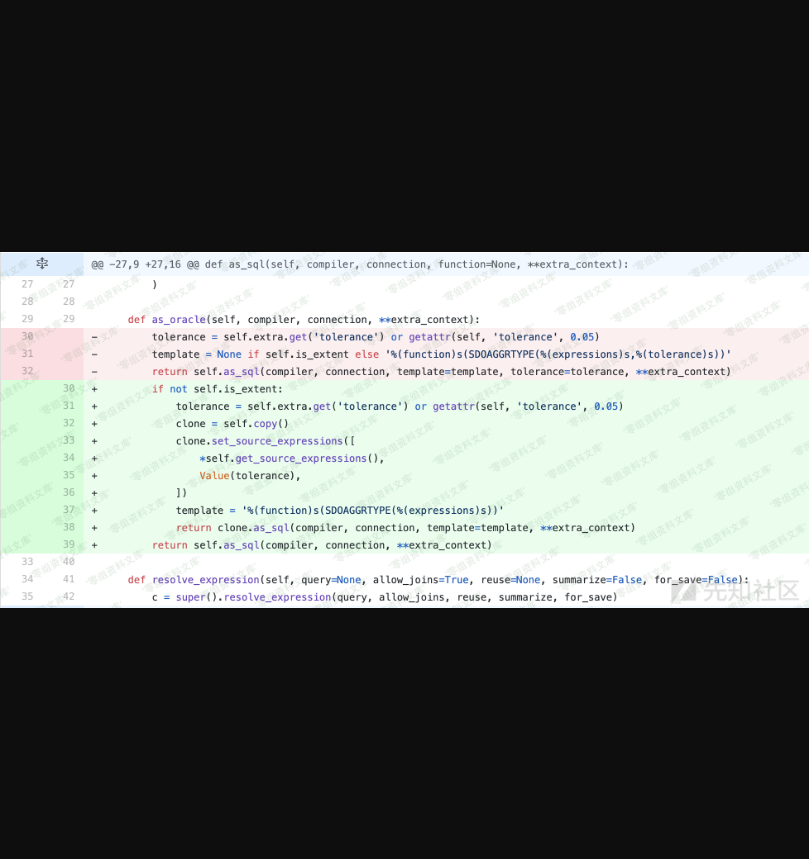 @@ -27,9 +27,16 @@ def as_sql(self, compiler, connection, function=None, **extra_context):
27 27 )
28 28
29 29 def as_oracle(self, compiler, connection, **extra_context):
30 - tolerance = self.extra.get('tolerance') or getattr(self, 'tolerance', 0.05)
31 - template = None if self.is_extent else '%(function)s(SDOAGGRTYPE(%(expressions)s,%(tolerance)s))'
32 - return self.as_sql(compiler, connection, template=template, tolerance=tolerance, **extra_context)
30 + if not self.is_extent:
31 + tolerance = self.extra.get('tolerance') or getattr(self, 'tolerance', 0.05)
32 + clone = self.copy()
33 + clone.set_source_expressions([
34 + *self.get_source_expressions(),
35 + Value(tolerance),
36 + ])
37 + template = '%(function)s(SDOAGGRTYPE(%(expressions)s))'
38 + return clone.as_sql(compiler, connection, template=template, **extra_context)
39 + return self.as_sql(compiler, connection, **extra_context)
33 40
34 41 def resolve_expression(self, query=None, allow_joins=True, reuse=None, summarize=False, for_save=False):
35 42 c = super().resolve_expression(query, allow_joins, reuse, summarize, for_save)
先知社区
零组资料文库